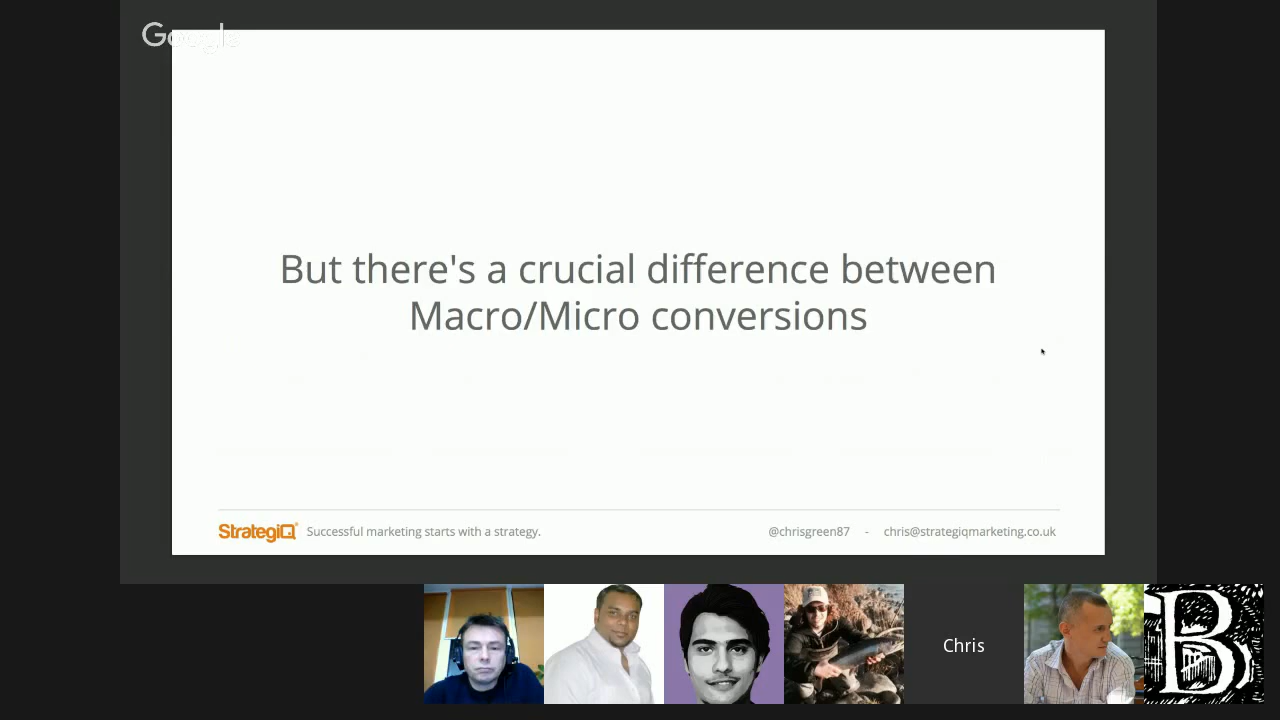 Google
But there's a crucial difference between
Macro/Micro conversions
StrategiQ Successful marketing starts with a strategy. @chrisgreen87 - chris@strategiqmarketing.co.uk
Chris
B